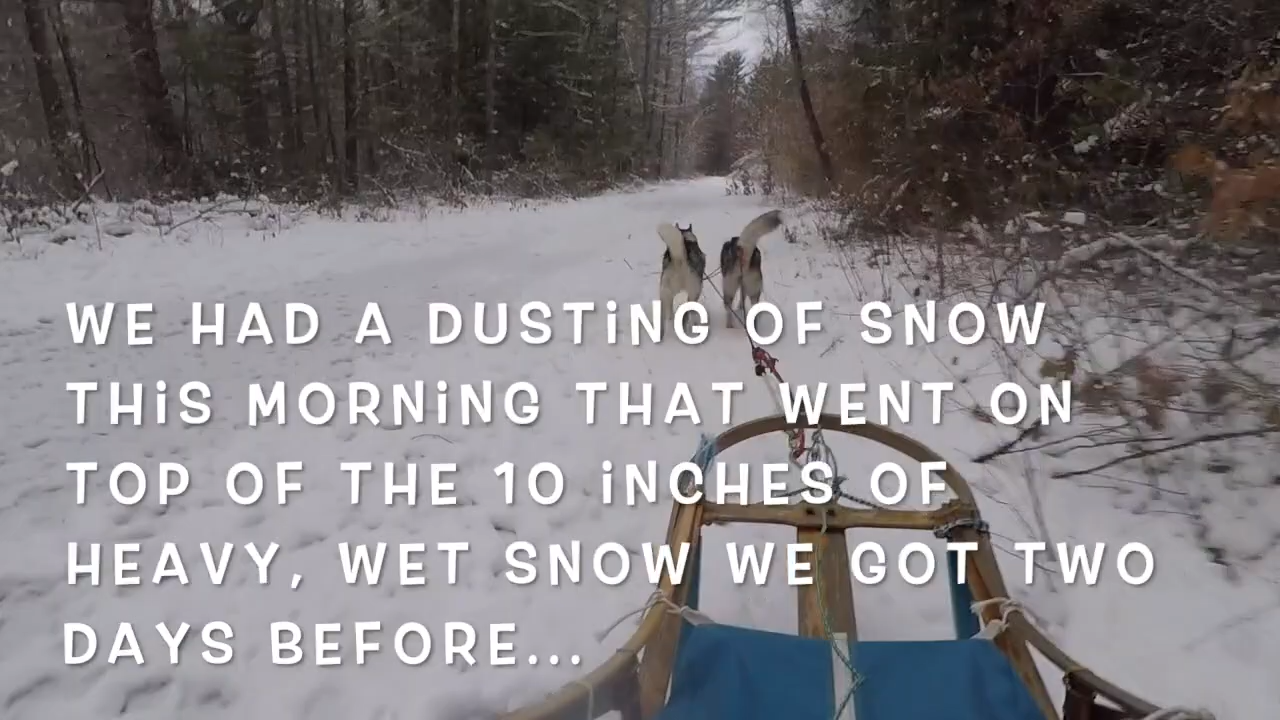 WE HAD A DUSTiNG OF SNOW
THiS MORNiNG THAT WENT ON
TOP OF THE 10 iNCHES OF
HEAVY, WET SNOW WE GOT TWO
DAYS BEFORE...